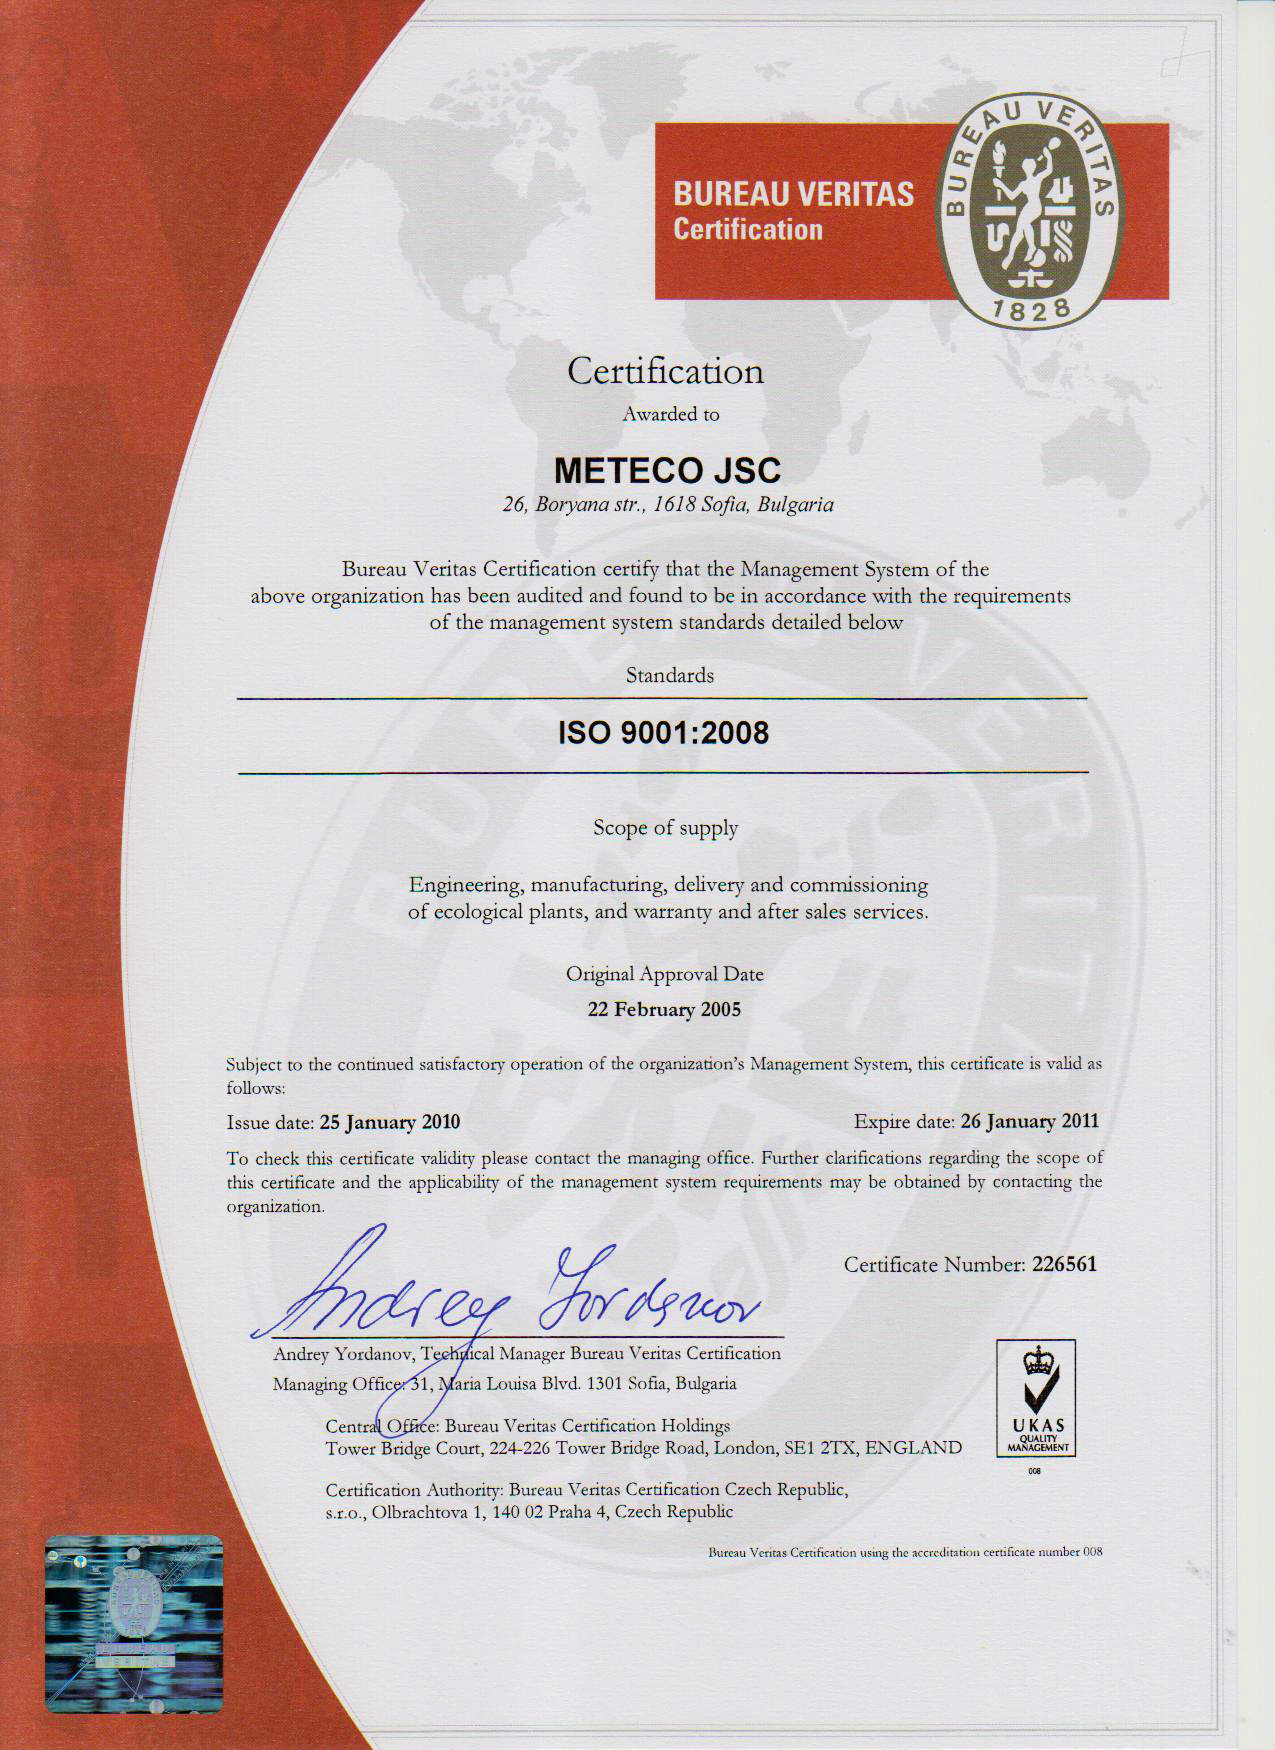 BUREAU VERITAS
Certification
BUREAU VERITAS
1828
Certification
Awarded to
METECO JSC
26, Boryana str., 1618 Sofia, Bulgaria
Bureau Veritas Certification certify that the Management System of the
above organization has been audited and found to be in accordance with the requirements
of the management system standards detailed below
Standards
ISO 9001:2008
Scope of supply
Engineering, manufacturing, delivery and commissioning
of ecological plants, and warranty and after sales services.
Original Approval Date
22 February 2005
Subject to the continued satisfactory operation of the organization's Management System, this certificate is valid as
follows:
Issue date: 25 January 2010 Expire date: 26 January 2011
To check this certificate validity please contact the managing office. Further clarifications regarding the scope of
this certificate and the applicability of the management system requirements may be obtained by contacting the
organization.
Certificate Number: 226561
Andrey Yordanov
Andrey Yordanov, Technical Manager Bureau Veritas Certification
Managing Office: 31, Maria Louisa Blvd. 1301 Sofia, Bulgaria
Central Office: Bureau Veritas Certification Holdings
Tower Bridge Court, 224-226 Tower Bridge Road, London, SE1 2TX, ENGLAND
UKAS
QUALITY
MANAGEMENT
008
Certification Authority: Bureau Veritas Certification Czech Republic,
s.r.o., Olbrachtova 1, 140 02 Praha 4, Czech Republic
Bureau Veritas Certification using the accreditation certificate number 008